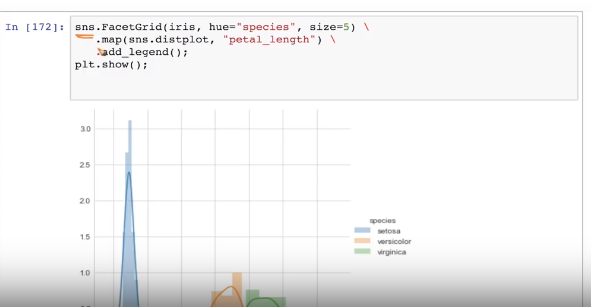 In [172]: sns.FacetGrid(iris, hue="species", size=5) \
.map(sns.distplot, "petal_length") \
.add_legend();
plt.show();
3.0
2.5
2.0
species
setosa
1.5
versicolor
virginica
1.0